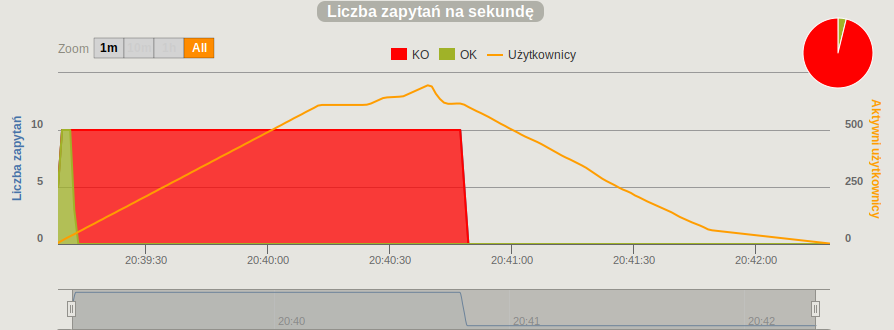 Liczba zapytań na sekundę
Zoom 1m 10m 1h All
KO OK Użytkownicy
Liczba zapytań
10
5
0
500
250
0
Aktywni użytkownicy
20:39:30 20:40:00 20:40:30 20:41:00 20:41:30 20:42:00
20:40 20:41 20:42